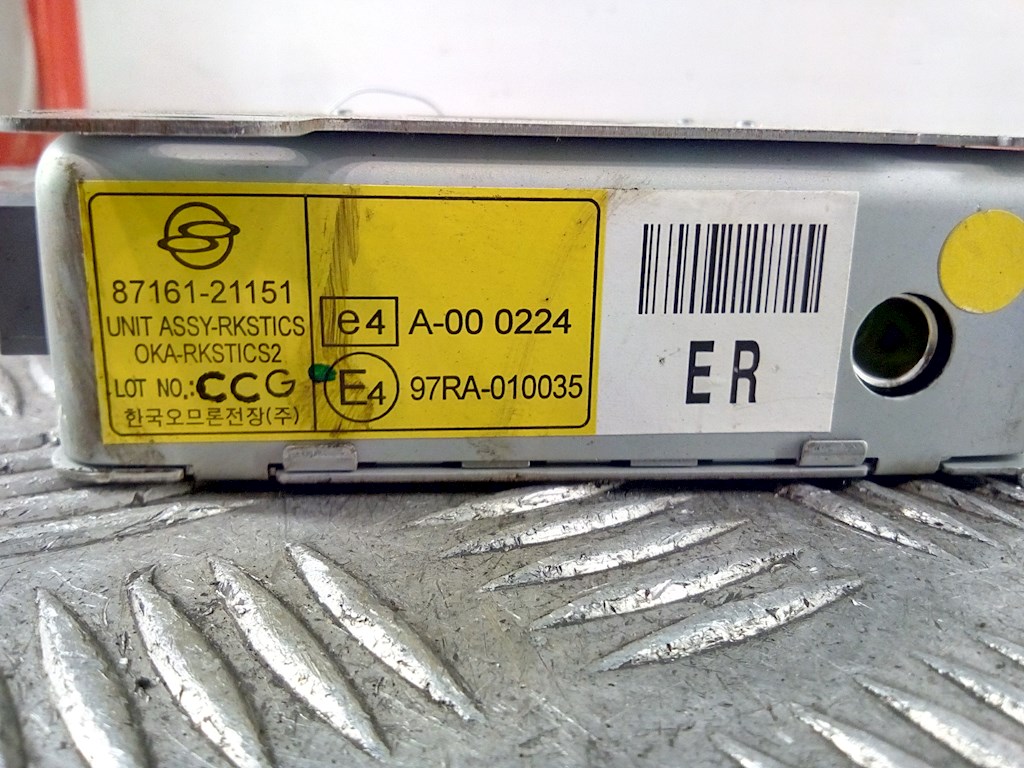 87161-21151
UNIT ASSY-RKSTICS
OKA-RKSTICS2
LOT NO.: CCG
한국오므론전장(주)
e4 A-00 0224
E4 97RA-010035
ER